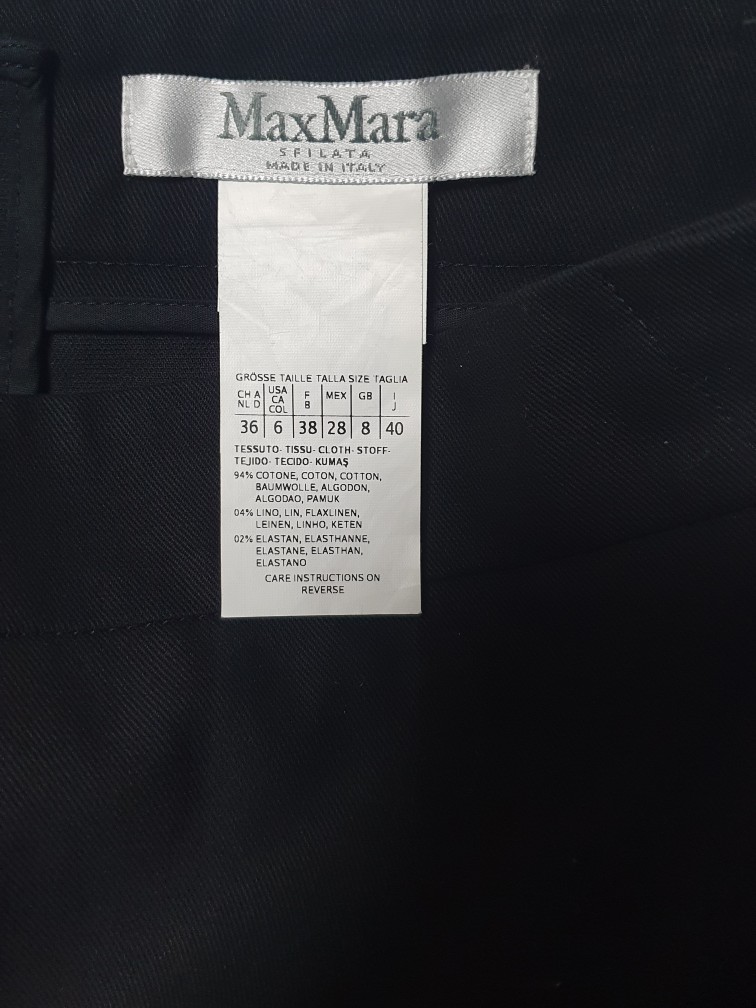 MaxMara
SFILATA
MADE IN ITALY
GRÖSSE TAILLE TALLA SIZE TAGLIA
CH A USA F MEX GB I
NL D CA B J
COL
36 6 38 28 8 40
TESSUTO- TISSU- CLOTH- STOFF-
TEJIDO- TECIDO- KUMAŞ
94% COTONE, COTON, COTTON,
BAUMWOLLE, ALGODON,
ALGODAO, PAMUK
04% LINO, LIN, FLAXLINEN,
LEINEN, LINHO, KETEN
02% ELASTAN, ELASTHANNE,
ELASTANE, ELASTHAN,
ELASTANO
CARE INSTRUCTIONS ON
REVERSE